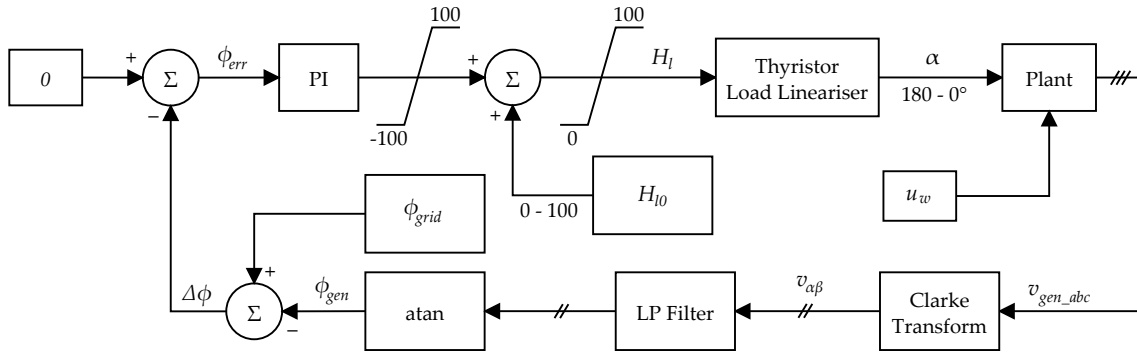 100
100
+
ϕerr
+
Hl
α
0
Σ
PI
Σ
Thyristor
Load Lineariser
Plant
180 - 0°
−
-100
+
0
ϕgrid
0 - 100
Hl0
uw
+
Δϕ
Σ
ϕgen
−
atan
LP Filter
vαβ
Clarke
Transform
vgen_abc